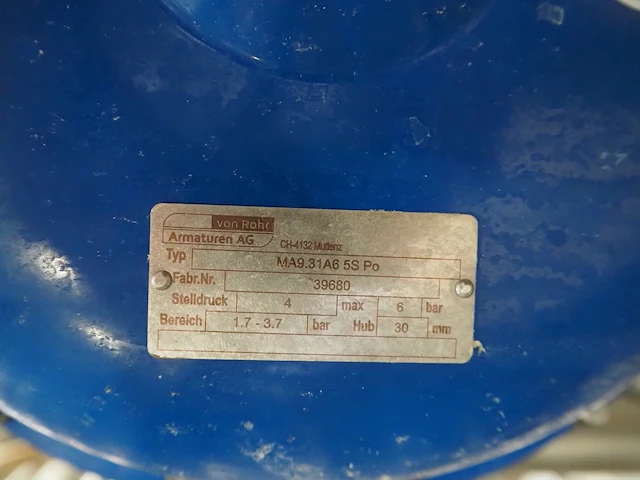 von Rohr
Armaturen AG
CH-4132 Muttenz
Typ MA9.31A6 5S Po
Fabr.Nr. 39680
Stelldruck 4 max 6 bar
Bereich 1.7 - 3.7 bar Hub 30 mm